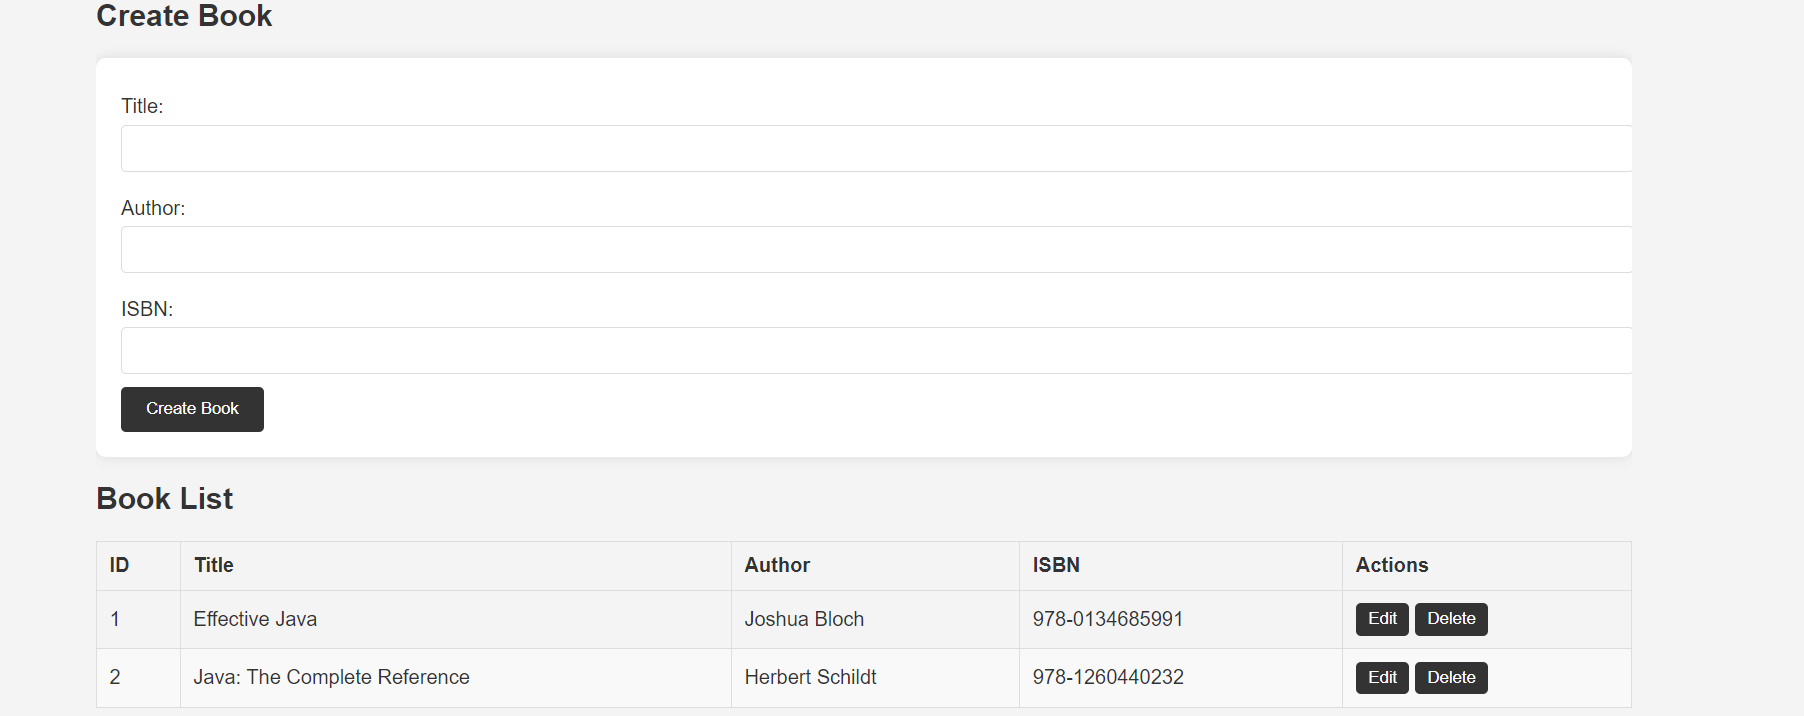 Create Book
Title:
Author:
ISBN:
Create Book
Book List
ID Title Author ISBN Actions
1 Effective Java Joshua Bloch 978-0134685991 Edit Delete
2 Java: The Complete Reference Herbert Schildt 978-1260440232 Edit Delete